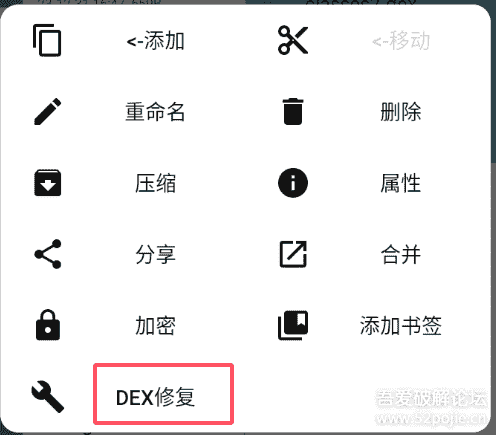 <-添加
<-移动
重命名
删除
压缩
属性
分享
合并
加密
添加书签
DEX修复
吾爱破解论坛
www.52pojie.cn